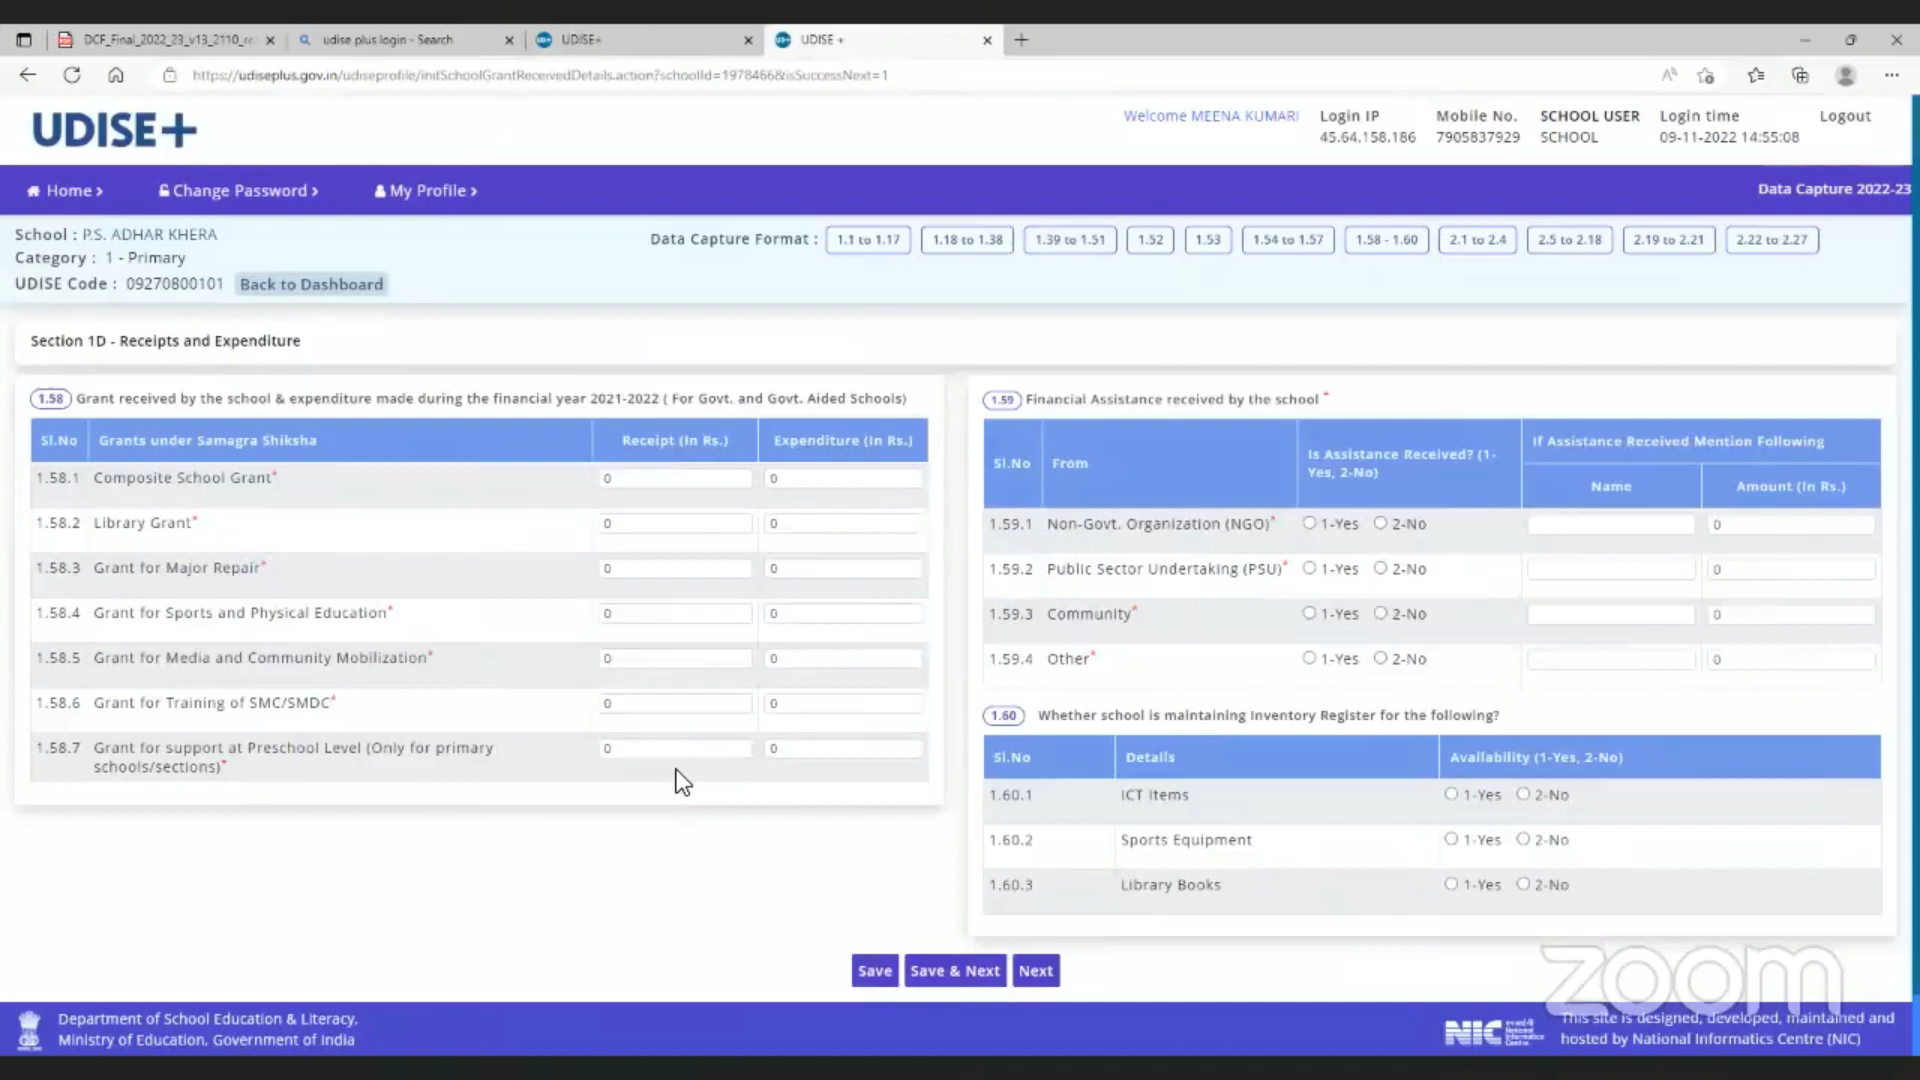 DCF_Final_2022_23_v13_2110_re
udise plus login - Search
UDISE+
UDISE +
https://udiseplus.gov.in/udiseprofile/initSchoolGrantReceivedDetails.action?schoolId=1978466&isSuccessNext=1
UDISE+
Welcome MEENA KUMARI
Login IP
45.64.158.186
Mobile No.
7905837929
SCHOOL USER
SCHOOL
Login time
09-11-2022 14:55:08
Logout
Home > Change Password > My Profile >
Data Capture 2022-23
School : P.S. ADHAR KHERA
Category : 1 - Primary
UDISE Code : 09270800101 Back to Dashboard
Data Capture Format : 1.1 to 1.17 1.18 to 1.38 1.39 to 1.51 1.52 1.53 1.54 to 1.57 1.58 - 1.60 2.1 to 2.4 2.5 to 2.18 2.19 to 2.21 2.22 to 2.27
Section 1D - Receipts and Expenditure
1.58 Grant received by the school & expenditure made during the financial year 2021-2022 ( For Govt. and Govt. Aided Schools)
Sl.No Grants under Samagra Shiksha Receipt (In Rs.) Expenditure (In Rs.)
1.58.1 Composite School Grant* 0 0
1.58.2 Library Grant* 0 0
1.58.3 Grant for Major Repair* 0 0
1.58.4 Grant for Sports and Physical Education* 0 0
1.58.5 Grant for Media and Community Mobilization* 0 0
1.58.6 Grant for Training of SMC/SMDC* 0 0
1.58.7 Grant for support at Preschool Level (Only for primary 0 0
schools/sections)*
1.59 Financial Assistance received by the school *
Sl.No From Is Assistance Received? (1-
Yes, 2-No)
If Assistance Received Mention Following
Name Amount (In Rs.)
1.59.1 Non-Govt. Organization (NGO)* 1-Yes 2-No 0
1.59.2 Public Sector Undertaking (PSU)* 1-Yes 2-No 0
1.59.3 Community* 1-Yes 2-No 0
1.59.4 Other* 1-Yes 2-No 0
1.60 Whether school is maintaining Inventory Register for the following?
Sl.No Details Availability (1-Yes, 2-No)
1.60.1 ICT Items 1-Yes 2-No
1.60.2 Sports Equipment 1-Yes 2-No
1.60.3 Library Books 1-Yes 2-No
Save Save & Next Next
zoom
Department of School Education & Literacy,
Ministry of Education, Government of India
NIC
This site is designed, developed, maintained and
hosted by National Informatics Centre (NIC)